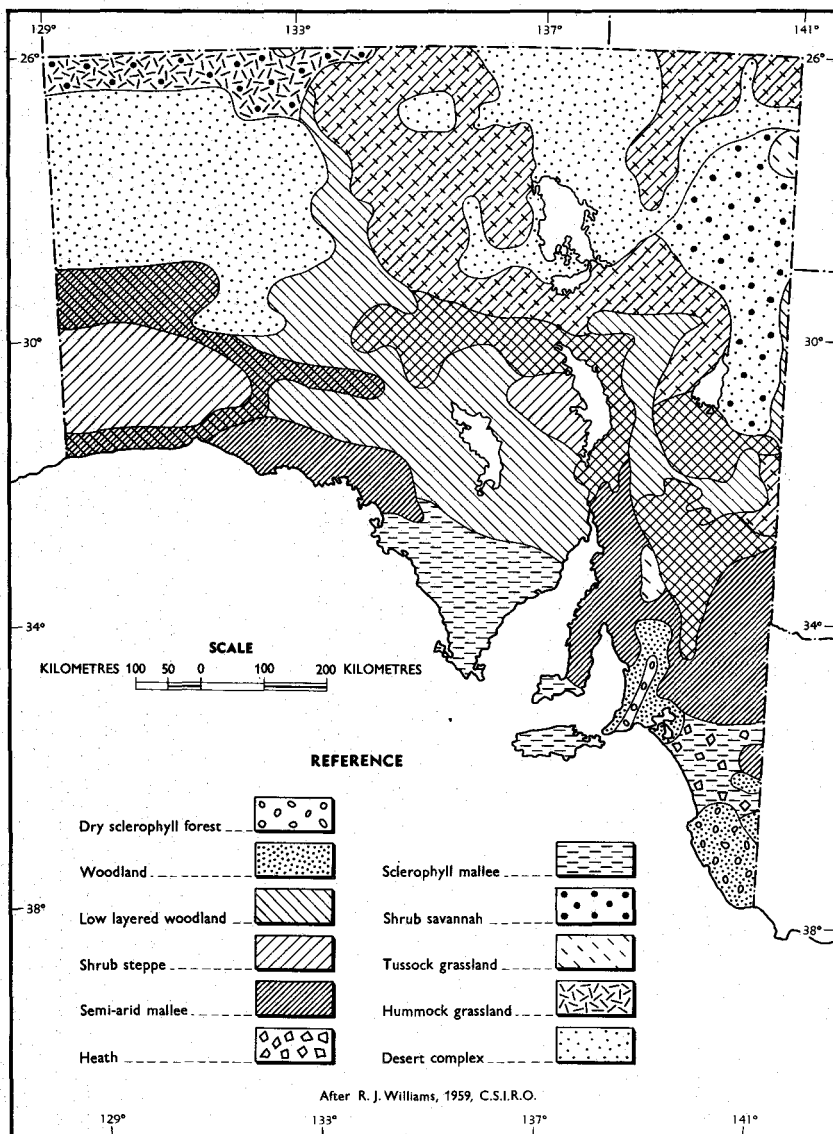 129° 133° 137° 141°
26° 26°
30° 30°
34° 34°
SCALE
KILOMETRES 100 50 0 100 200 KILOMETRES
REFERENCE
Dry sclerophyll forest
Woodland
Low layered woodland
Shrub steppe
Semi-arid mallee
Heath
Sclerophyll mallee
Shrub savannah
Tussock grassland
Hummock grassland
Desert complex
38° 38°
After R. J. Williams, 1959, C.S.I.R.O.
129° 133° 137° 141°